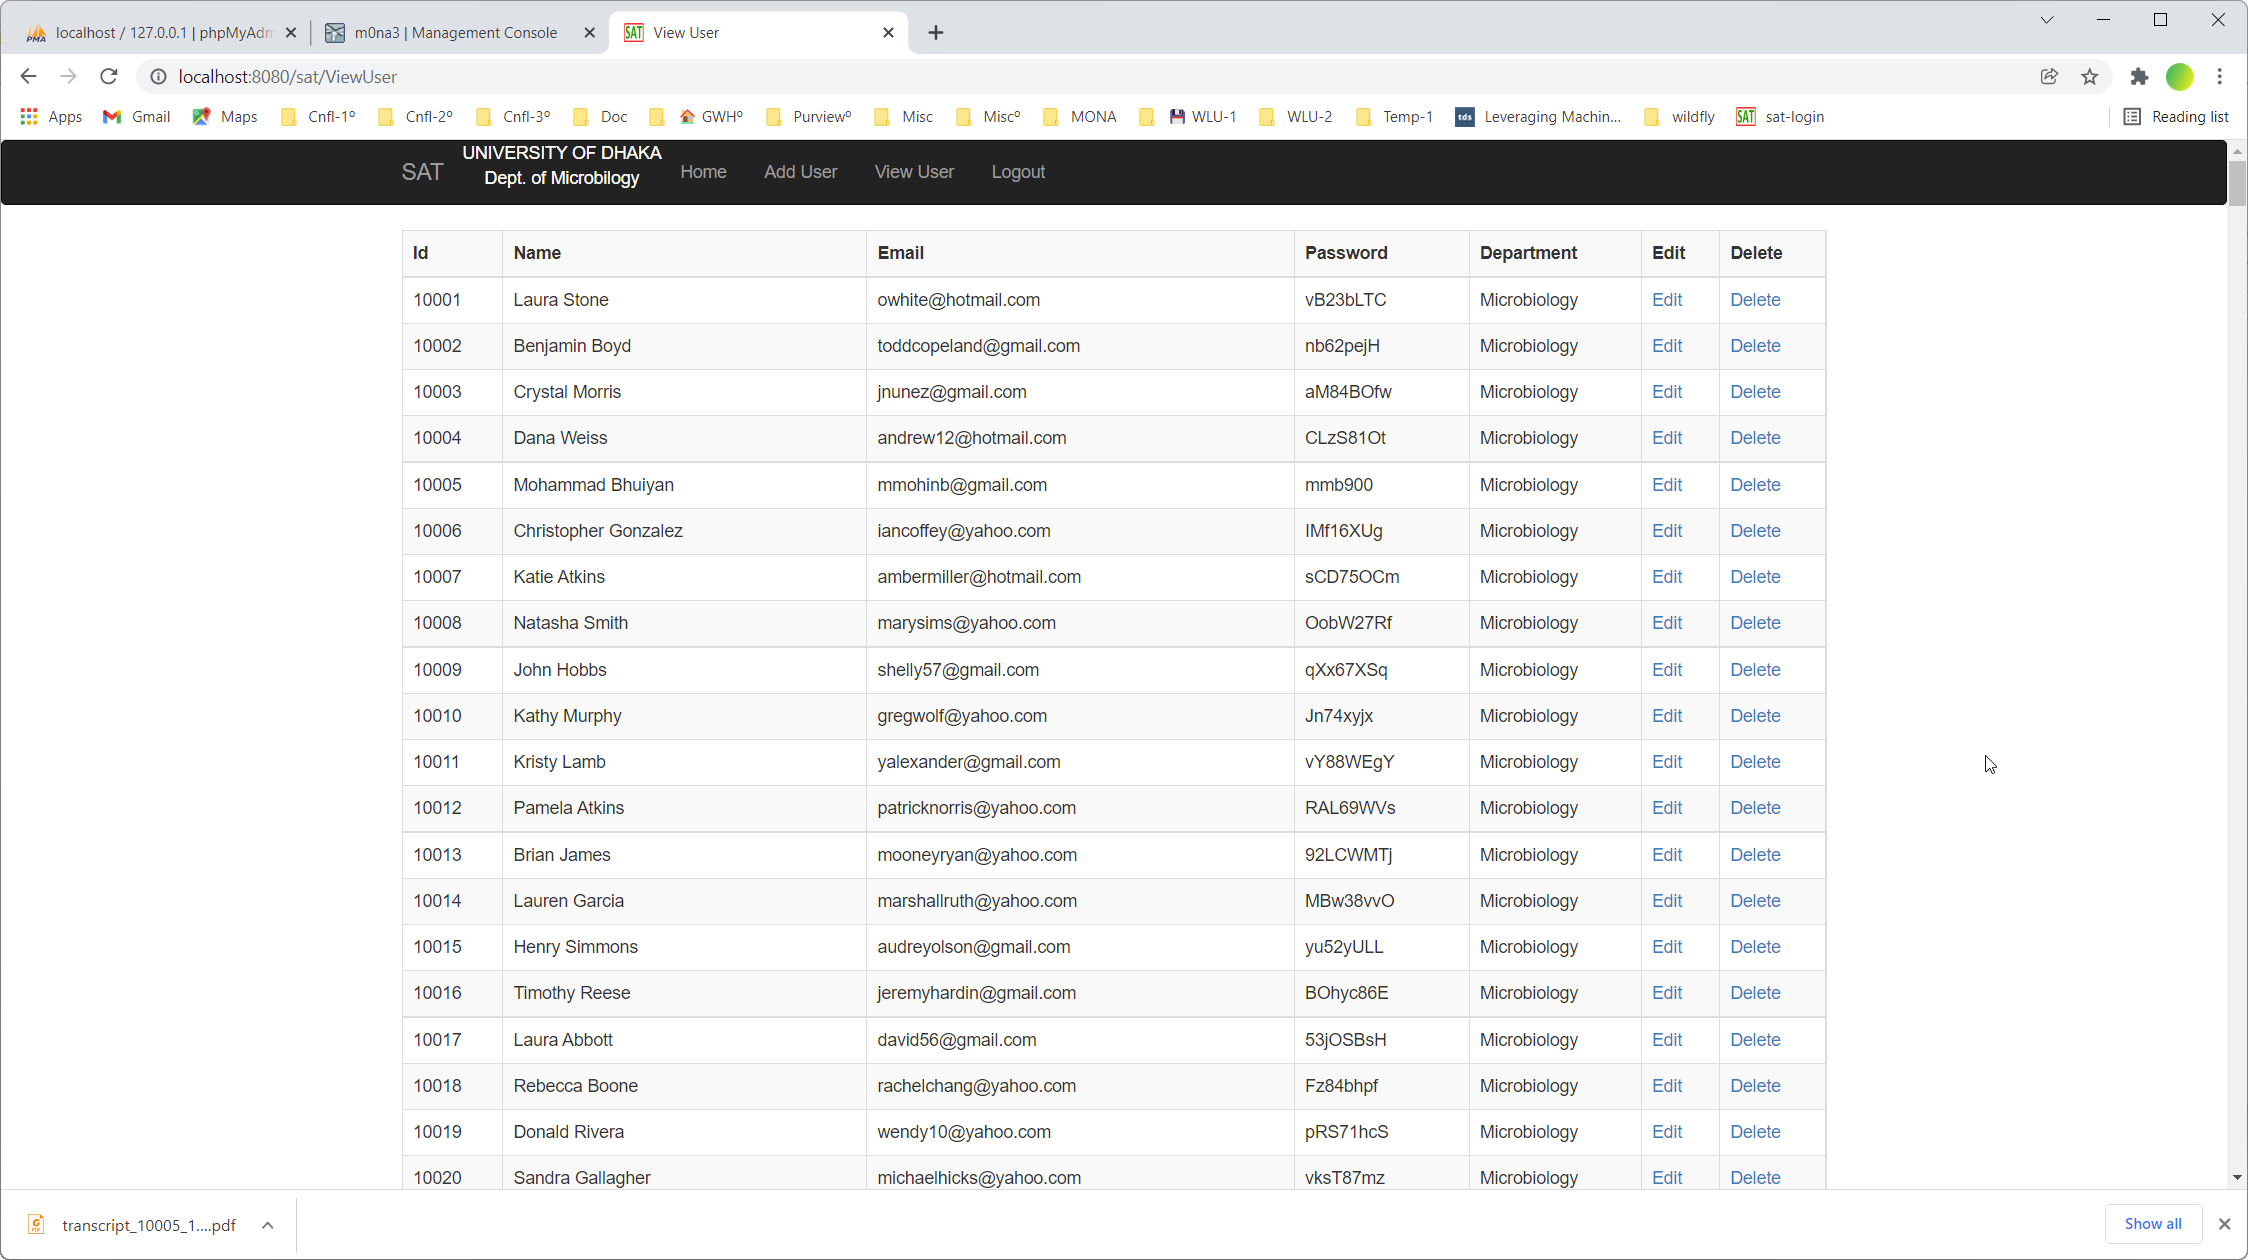 localhost / 127.0.0.1 | phpMyAdm
m0na3 | Management Console
SAT View User
localhost:8080/sat/ViewUser
Apps Gmail Maps Cnfl-1º Cnfl-2º Cnfl-3º Doc GWHº Purviewº Misc Miscº MONA WLU-1 WLU-2 Temp-1 tds Leveraging Machin... wildfly SAT sat-login Reading list
SAT UNIVERSITY OF DHAKA
Dept. of Microbilogy
Home Add User View User Logout
Id Name Email Password Department Edit Delete
10001 Laura Stone owhite@hotmail.com vB23bLTC Microbiology Edit Delete
10002 Benjamin Boyd toddcopeland@gmail.com nb62pejH Microbiology Edit Delete
10003 Crystal Morris jnunez@gmail.com aM84BOfw Microbiology Edit Delete
10004 Dana Weiss andrew12@hotmail.com CLzS81Ot Microbiology Edit Delete
10005 Mohammad Bhuiyan mmohinb@gmail.com mmb900 Microbiology Edit Delete
10006 Christopher Gonzalez iancoffey@yahoo.com IMf16XUg Microbiology Edit Delete
10007 Katie Atkins ambermiller@hotmail.com sCD75OCm Microbiology Edit Delete
10008 Natasha Smith marysims@yahoo.com OobW27Rf Microbiology Edit Delete
10009 John Hobbs shelly57@gmail.com qXx67XSq Microbiology Edit Delete
10010 Kathy Murphy gregwolf@yahoo.com Jn74xyjx Microbiology Edit Delete
10011 Kristy Lamb yalexander@gmail.com vY88WEgY Microbiology Edit Delete
10012 Pamela Atkins patricknorris@yahoo.com RAL69WVs Microbiology Edit Delete
10013 Brian James mooneyryan@yahoo.com 92LCWMTj Microbiology Edit Delete
10014 Lauren Garcia marshallruth@yahoo.com MBw38vvO Microbiology Edit Delete
10015 Henry Simmons audreyolson@gmail.com yu52yULL Microbiology Edit Delete
10016 Timothy Reese jeremyhardin@gmail.com BOhyc86E Microbiology Edit Delete
10017 Laura Abbott david56@gmail.com 53jOSBsH Microbiology Edit Delete
10018 Rebecca Boone rachelchang@yahoo.com Fz84bhpf Microbiology Edit Delete
10019 Donald Rivera wendy10@yahoo.com pRS71hcS Microbiology Edit Delete
10020 Sandra Gallagher michaelhicks@yahoo.com vksT87mz Microbiology Edit Delete
transcript_10005_1....pdf Show all